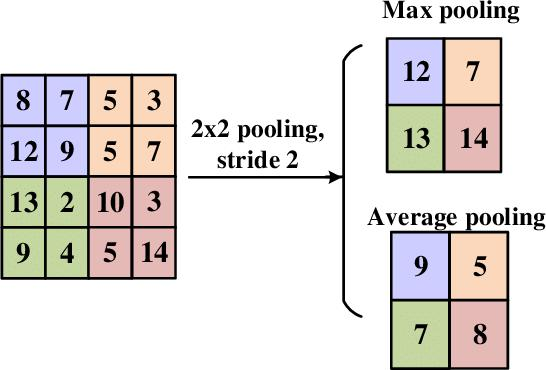 Max pooling
12 7
13 14
8 7 5 3
12 9 5 7
13 2 10 3
9 4 5 14
2x2 pooling,
stride 2
Average pooling
9 5
7 8